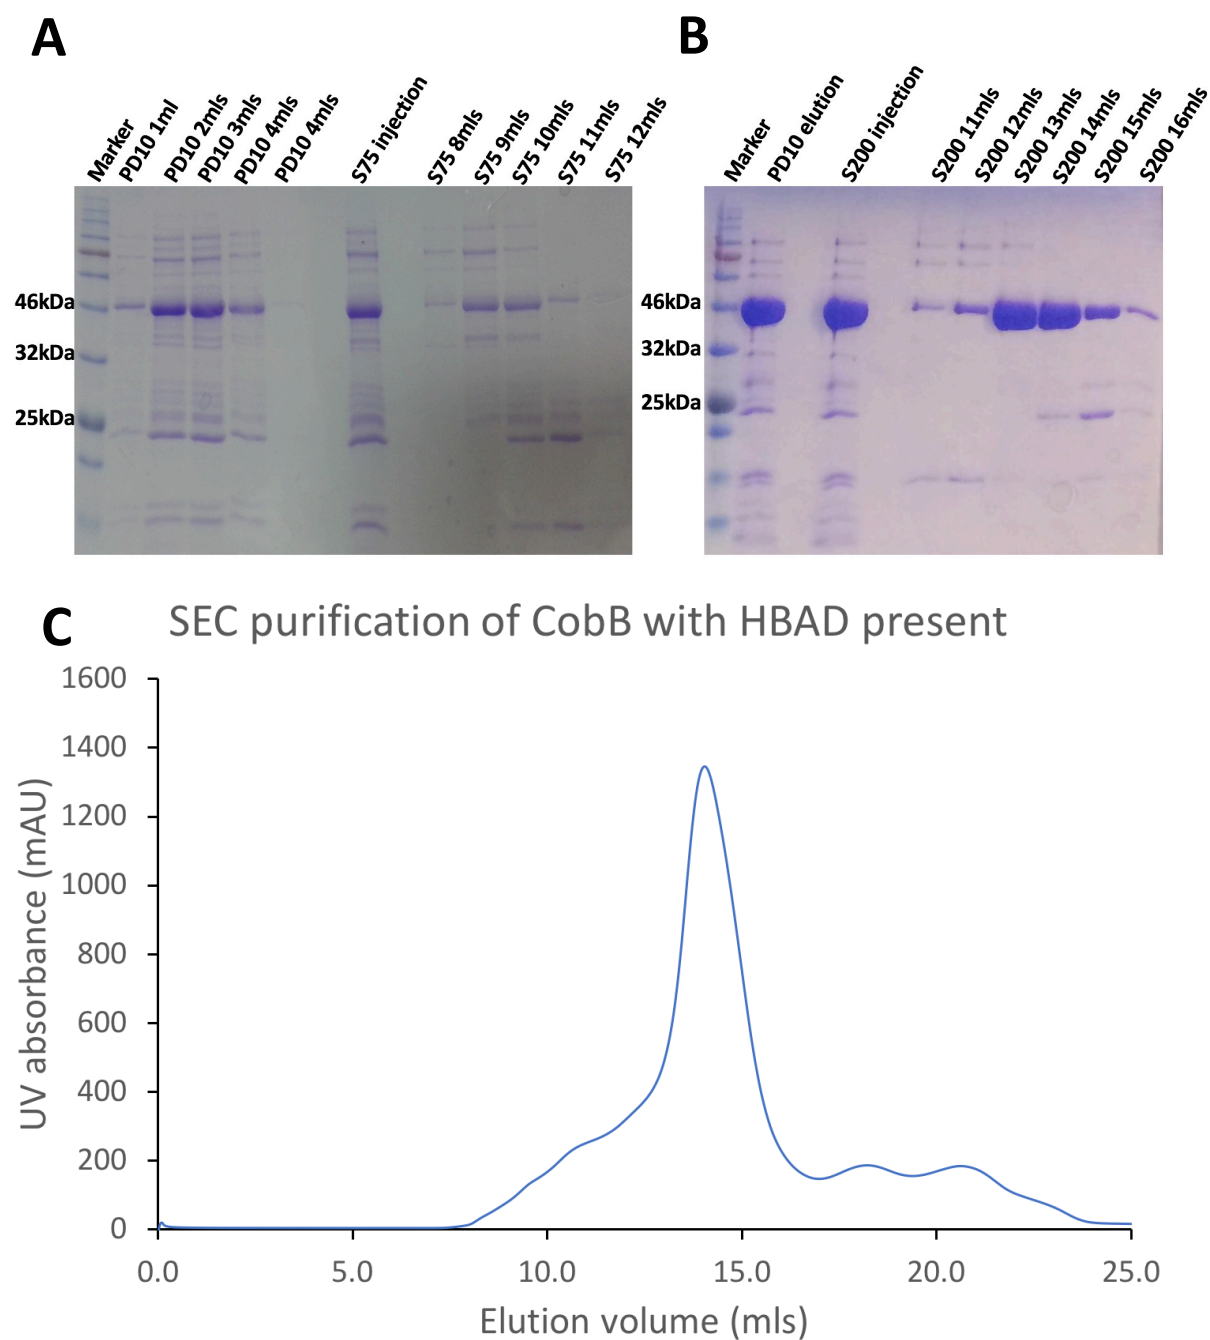 A
B
Marker
PD10 1ml
PD10 2mls
PD10 3mls
PD10 4mls
PD10 4mls
S75 injection
S75 8mls
S75 9mls
S75 10mls
S75 11mls
S75 12mls
Marker
PD10 elution
S200 injection
S200 11mls
S200 12mls
S200 13mls
S200 14mls
S200 15mls
S200 16mls
46kDa
32kDa
25kDa
46kDa
32kDa
25kDa
C
SEC purification of CobB with HBAD present
UV absorbance (mAU)
1600
1400
1200
1000
800
600
400
200
0
0.0 5.0 10.0 15.0 20.0 25.0
Elution volume (mls)